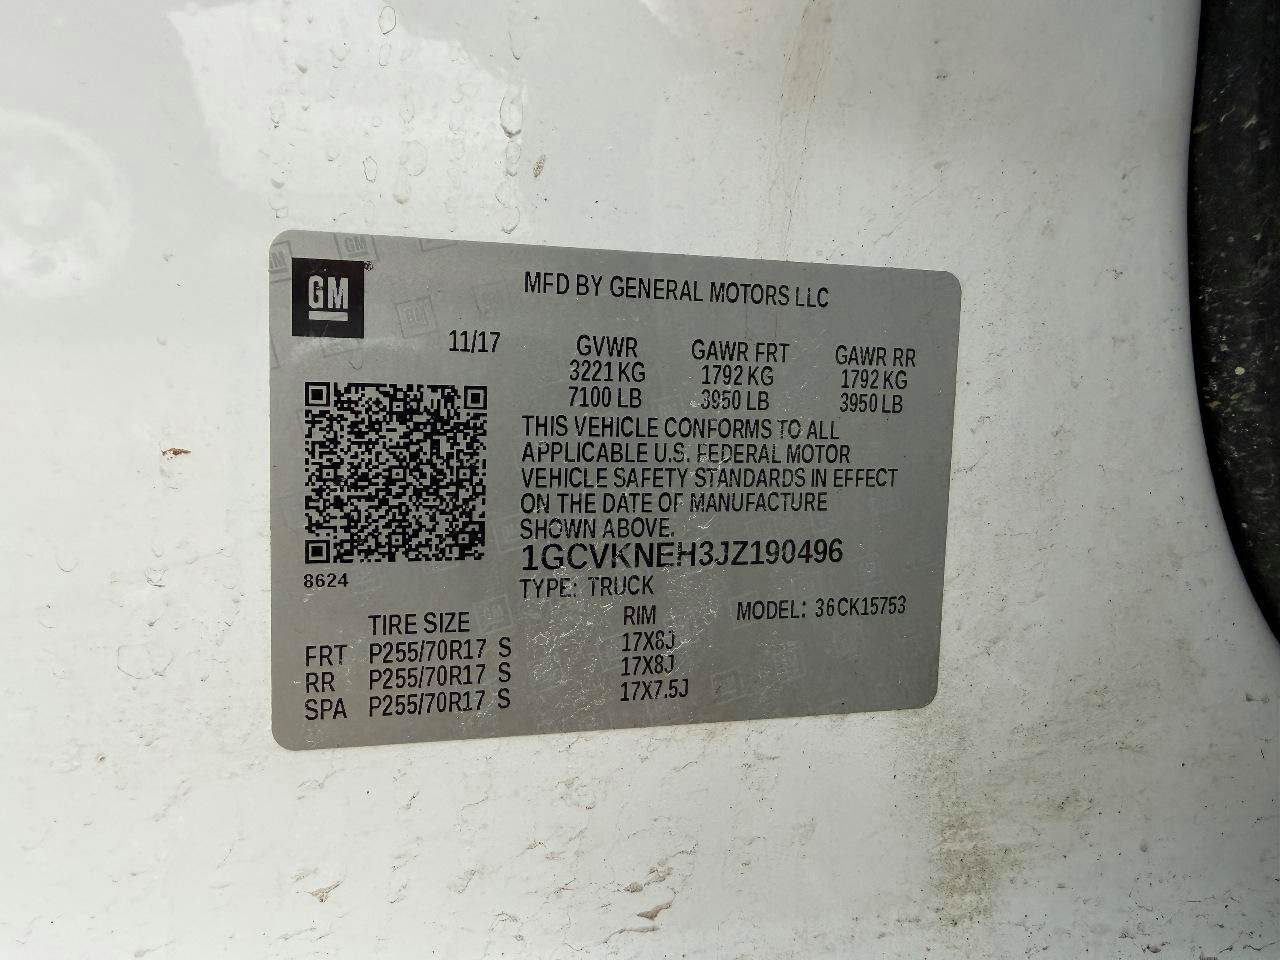 GM
MFD BY GENERAL MOTORS LLC
11/17 GVWR GAWR FRT GAWR RR
3221 KG 1792 KG 1792 KG
7100 LB 3950 LB 3950 LB
THIS VEHICLE CONFORMS TO ALL
APPLICABLE U.S. FEDERAL MOTOR
VEHICLE SAFETY STANDARDS IN EFFECT
ON THE DATE OF MANUFACTURE
SHOWN ABOVE.
1GCVKNEH3JZ190496
8624
TYPE: TRUCK
MODEL: 36CK15753
TIRE SIZE RIM
FRT P255/70R17 S 17X8J
RR P255/70R17 S 17X8J
SPA P255/70R17 S 17X7.5J